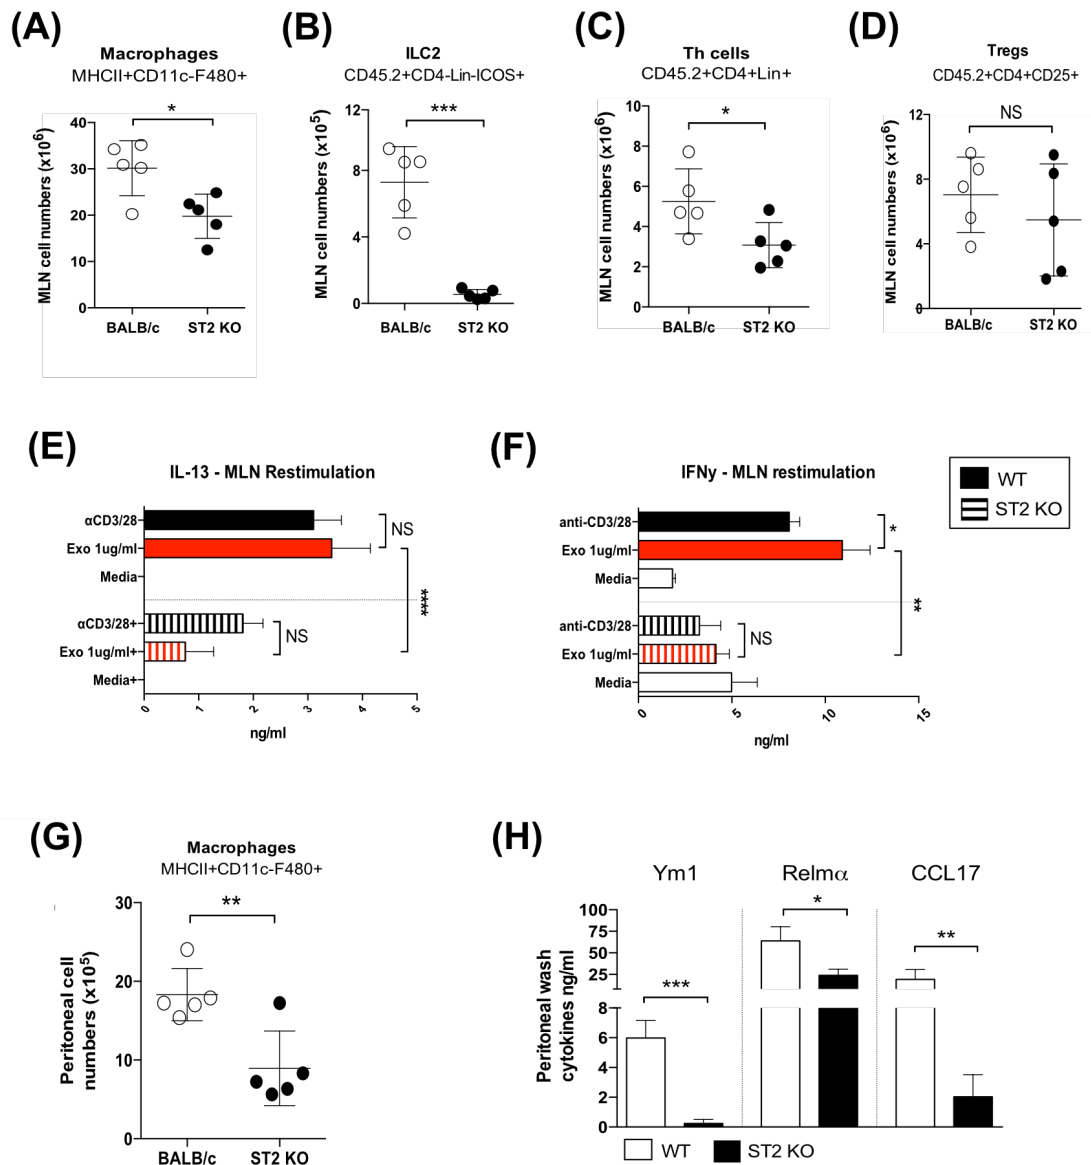 (A)
Macrophages
MHCII+CD11c-F480+
*
MLN cell numbers (x10⁶)
40
30
20
10
0
BALB/c ST2 KO
(B)
ILC2
CD45.2+CD4-Lin-ICOS+
***
MLN cell numbers (x10⁵)
12
8
4
0
BALB/c ST2 KO
(C)
Th cells
CD45.2+CD4+Lin+
*
MLN cell numbers (x10⁶)
10
8
6
4
2
0
BALB/c ST2 KO
(D)
Tregs
CD45.2+CD4+CD25+
NS
MLN cell numbers (x10⁶)
12
8
4
0
BALB/c ST2 KO
(E)
IL-13 - MLN Restimulation
αCD3/28
Exo 1ug/ml
Media
αCD3/28+
Exo 1ug/ml+
Media+
NS
NS
****
0 1 2 3 4 5
ng/ml
(F)
IFNy - MLN restimulation
anti-CD3/28
Exo 1ug/ml
Media
anti-CD3/28
Exo 1ug/ml
Media
*
NS
**
0 5 10 15
ng/ml
WT
ST2 KO
(G)
Macrophages
MHCII+CD11c-F480+
**
Peritoneal cell
numbers (x10⁵)
30
20
10
0
BALB/c ST2 KO
(H)
Ym1 Relmα CCL17
***
*
**
Peritoneal wash
cytokines ng/ml
100
75
50
25
8
6
4
2
0
WT ST2 KO